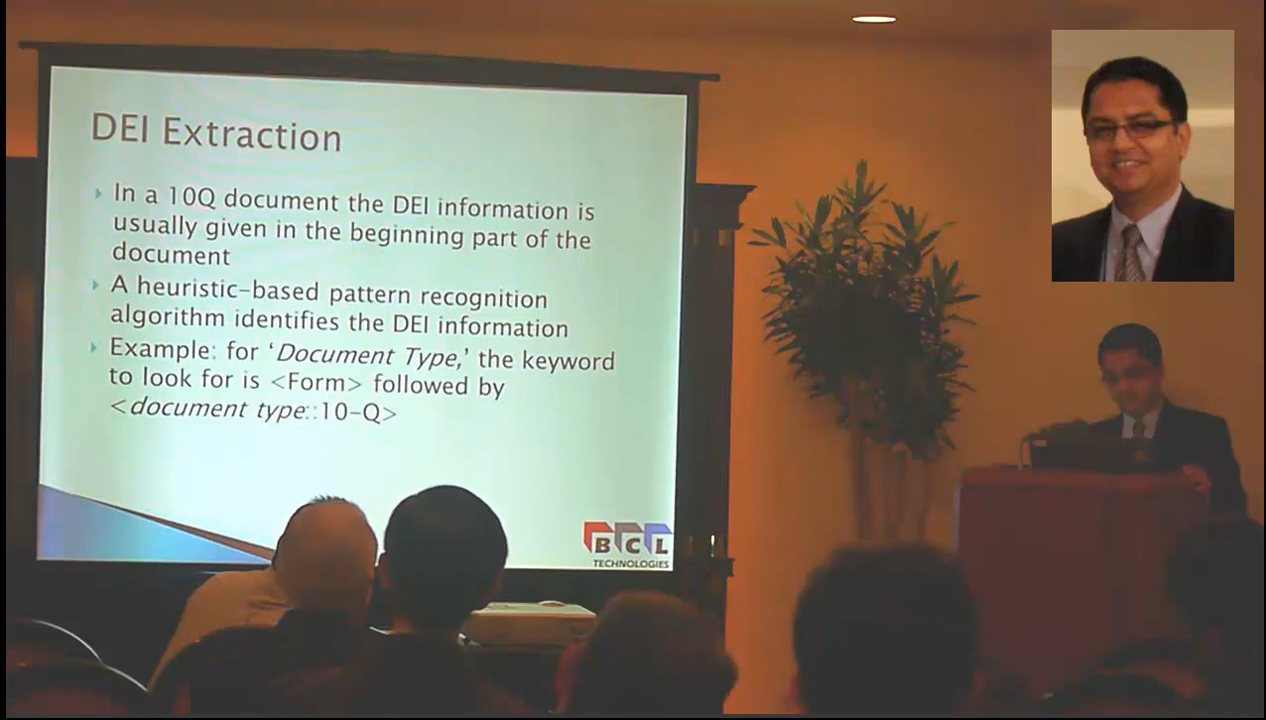 DEI Extraction
In a 10Q document the DEI information is
usually given in the beginning part of the
document
A heuristic-based pattern recognition
algorithm identifies the DEI information
Example: for ‘Document Type,’ the keyword
to look for is <Form> followed by
<document type::10-Q>
BCL
TECHNOLOGIES